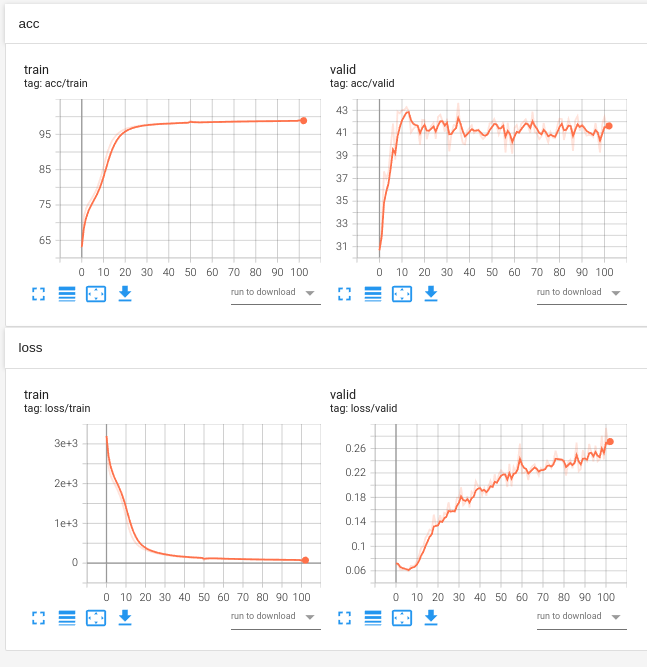 acc
train
tag: acc/train
valid
tag: acc/valid
95
85
75
65
0 10 20 30 40 50 60 70 80 90 100
43
41
39
37
35
33
31
0 10 20 30 40 50 60 70 80 90 100
run to download
run to download
loss
train
tag: loss/train
valid
tag: loss/valid
3e+3
2e+3
1e+3
0
0 10 20 30 40 50 60 70 80 90 100
0.26
0.22
0.18
0.14
0.1
0.06
0 10 20 30 40 50 60 70 80 90 100
run to download
run to download